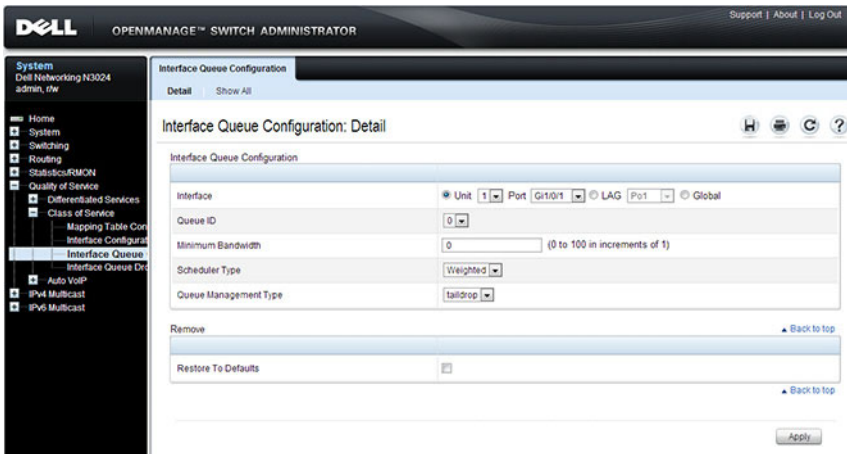 Support | About | Log Out
DELL OPENMANAGE™ SWITCH ADMINISTRATOR
System
Dell Networking N3024
admin, r/w
Home
System
Switching
Routing
Statistics/RMON
Quality of Service
Differentiated Services
Class of Service
Mapping Table Con
Interface Configurat
Interface Queue
Interface Queue Dro
Auto VoIP
IPv4 Multicast
IPv6 Multicast
Interface Queue Configuration
Detail Show All
Interface Queue Configuration: Detail
Interface Queue Configuration
Interface Unit 1 Port Gi1/0/1 LAG Po1 Global
Queue ID 0
Minimum Bandwidth 0 (0 to 100 in increments of 1)
Scheduler Type Weighted
Queue Management Type taildrop
Remove Back to top
Restore To Defaults
Back to top
Apply